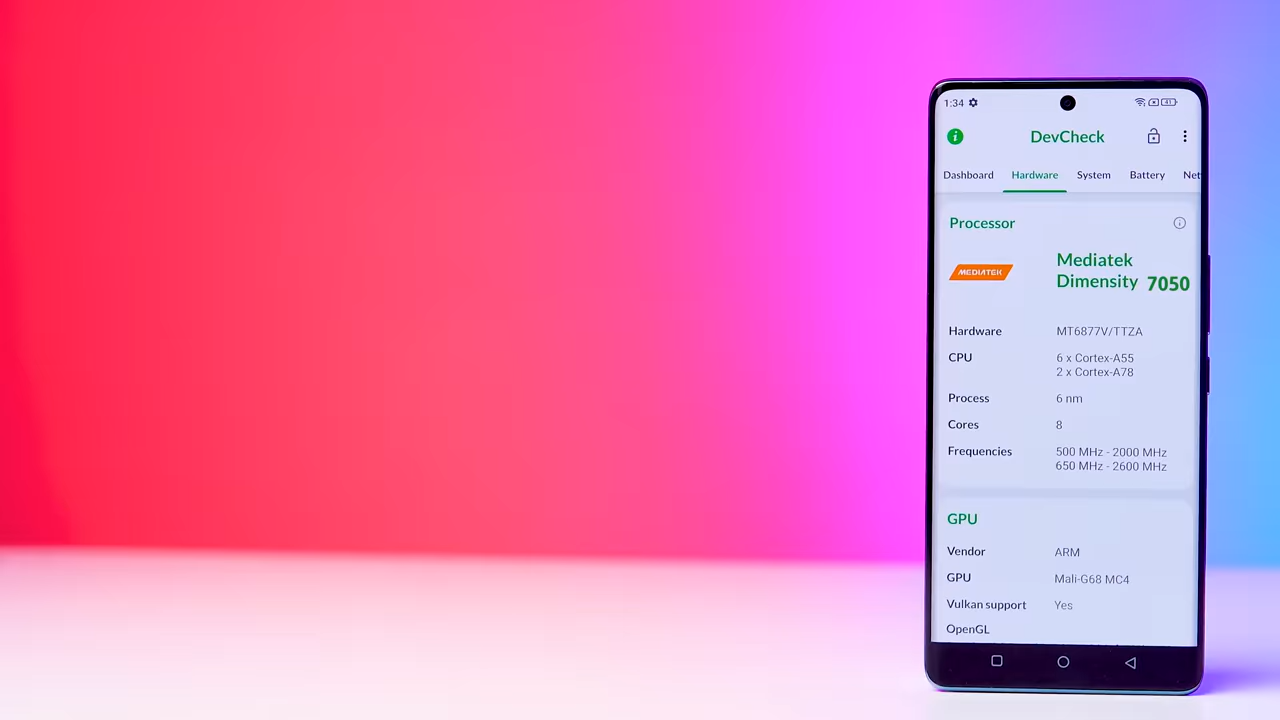 1:34
41
DevCheck
Dashboard Hardware System Battery Net
Processor
MEDIATEK
Mediatek
Dimensity 7050
Hardware MT6877V/TTZA
CPU 6 x Cortex-A55
2 x Cortex-A78
Process 6 nm
Cores 8
Frequencies 500 MHz - 2000 MHz
650 MHz - 2600 MHz
GPU
Vendor ARM
GPU Mali-G68 MC4
Vulkan support Yes
OpenGL